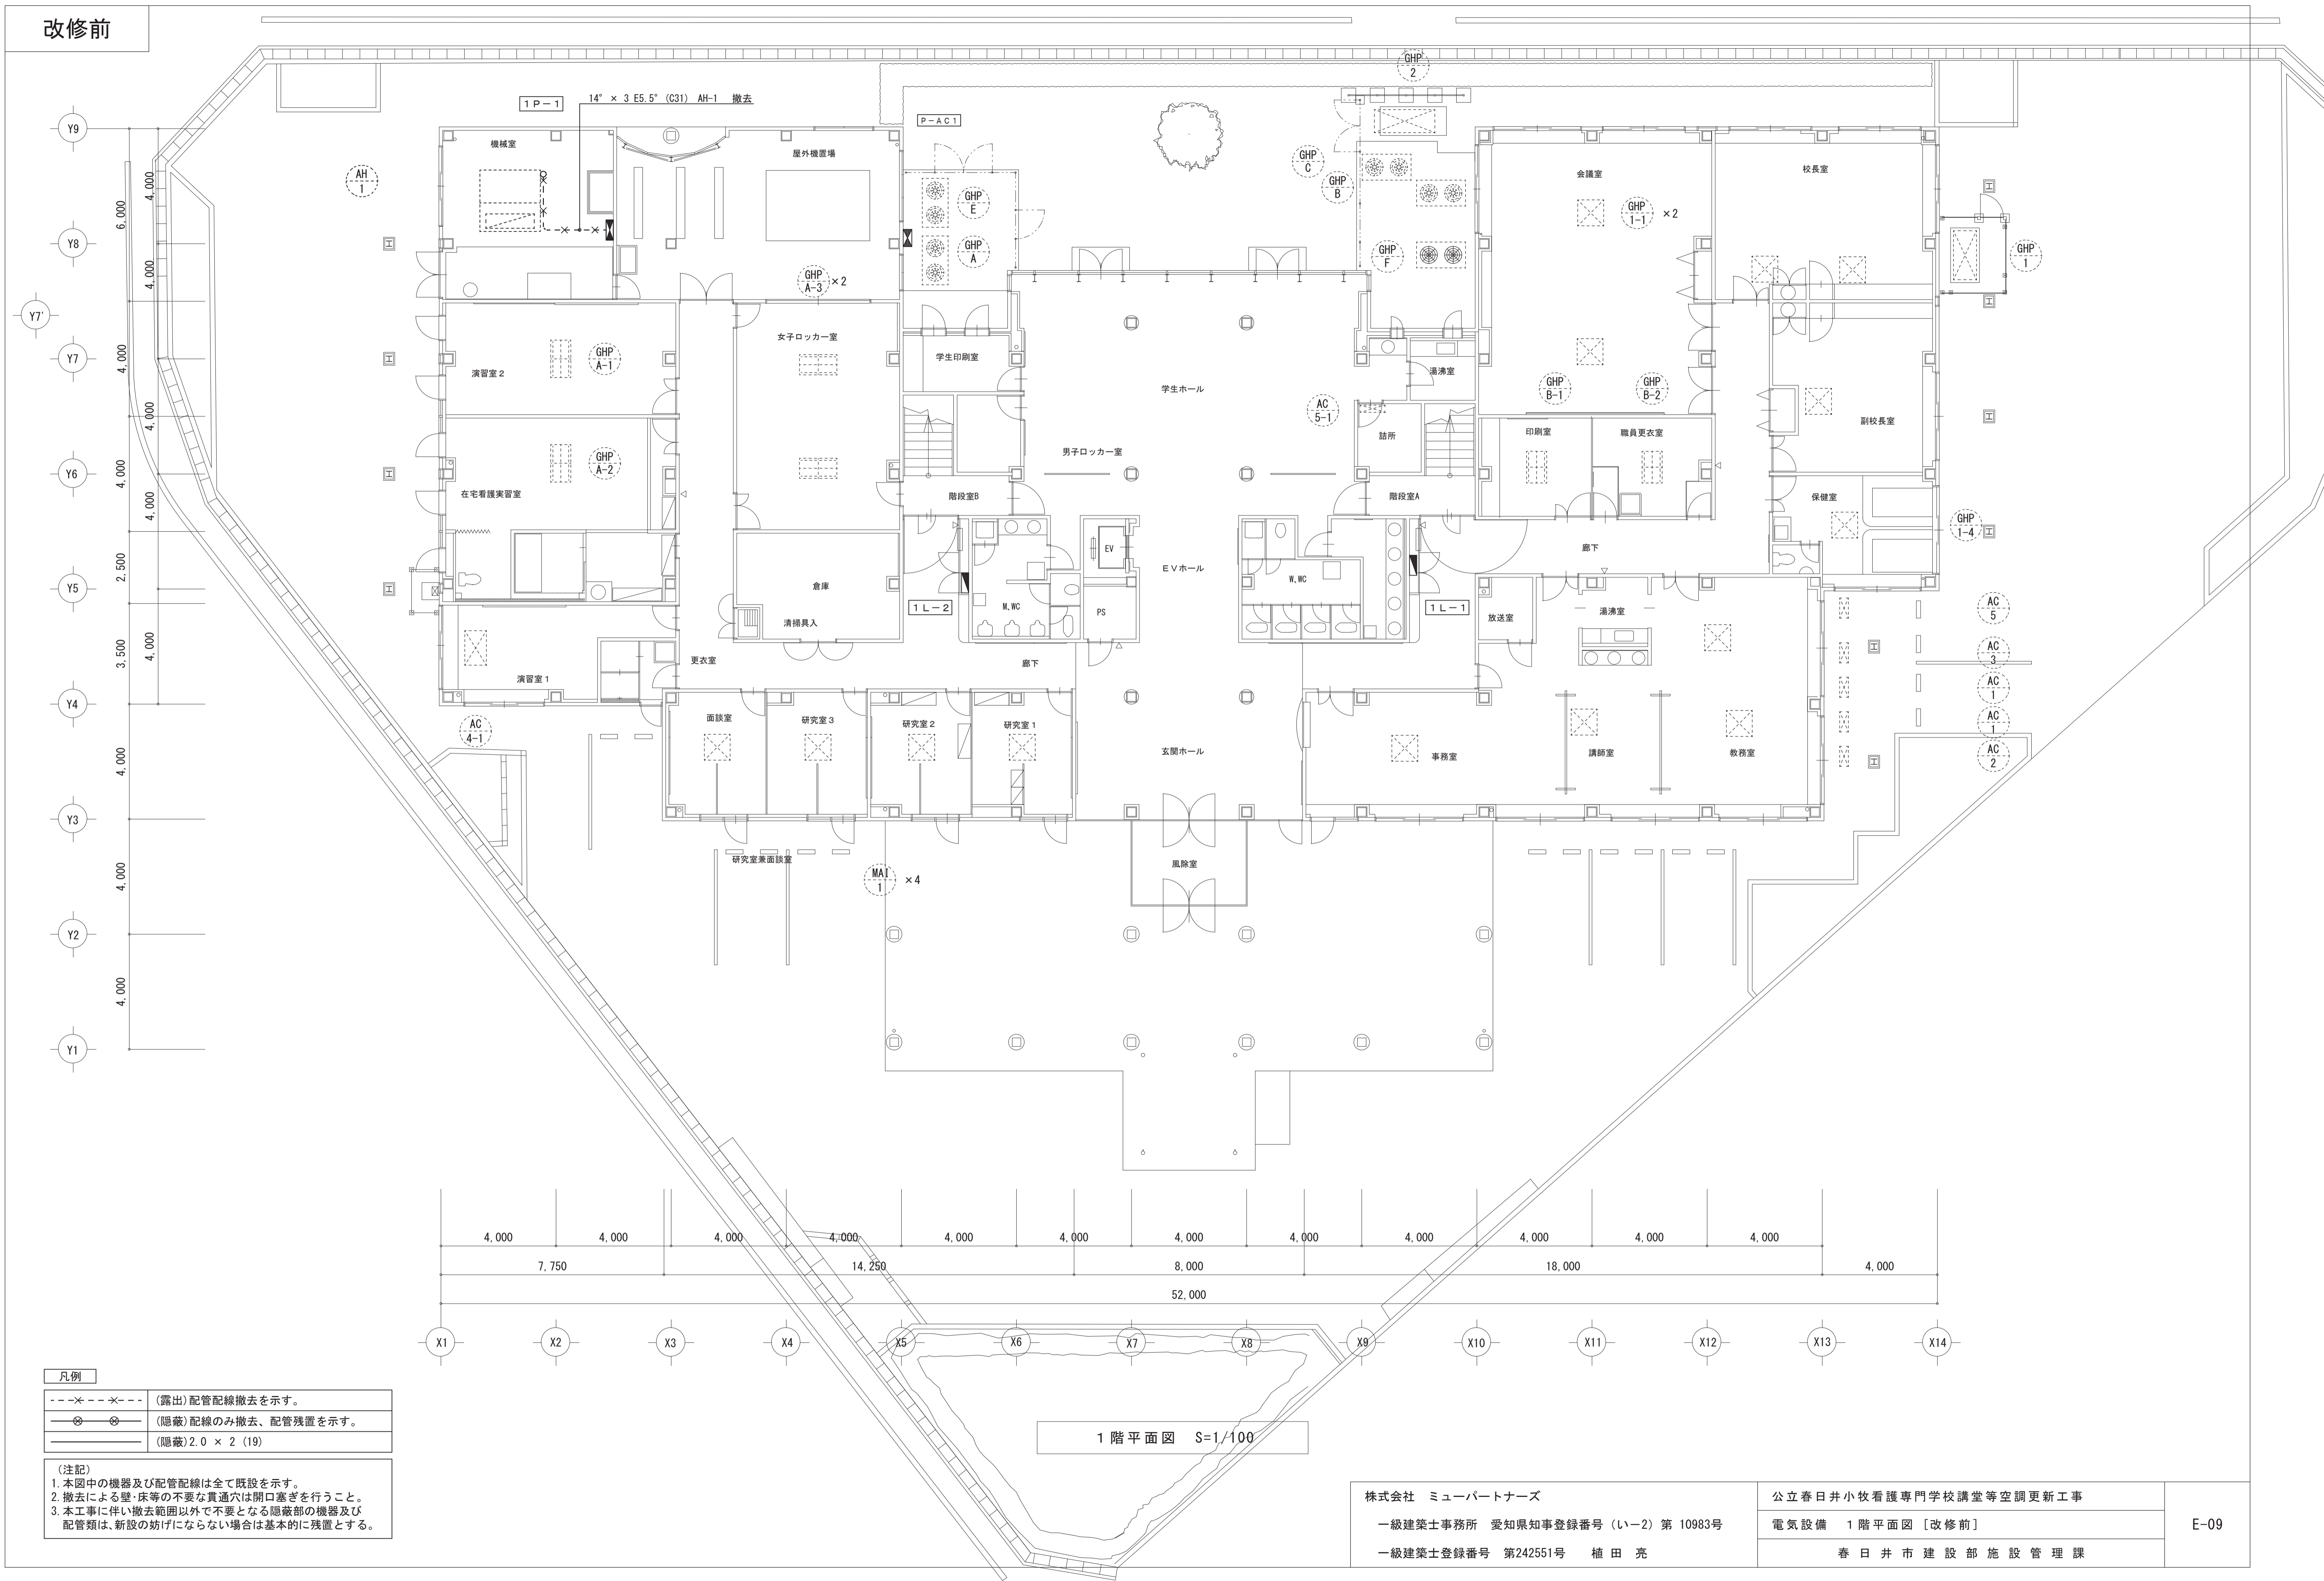 改修前
1P-1
14° × 3 E5.5° (C31) AH-1 撤去
P-AC1
GHP
2
Y9
Y8
Y7'
Y7
Y6
Y5
Y4
Y3
Y2
Y1
6,000
4,000
4,000
4,000
4,000
4,000
4,000
2,500
3,500
4,000
4,000
4,000
4,000
AH
1
機械室
屋外機置場
GHP
E
GHP
A
GHP
A-3
×2
GHP
C
GHP
B
GHP
F
会議室
GHP
1-1
×2
校長室
GHP
1
演習室2
GHP
A-1
女子ロッカー室
学生印刷室
学生ホール
湯沸室
AC
5-1
GHP
B-1
GHP
B-2
詰所
印刷室
職員更衣室
副校長室
GHP
A-2
在宅看護実習室
男子ロッカー室
階段室B
階段室A
保健室
GHP
1-4
EV
EVホール
W,WC
廊下
倉庫
清掃具入
1L-2
M,WC
PS
1L-1
放送室
湯沸室
AC
5
AC
3
AC
1
AC
1
AC
2
更衣室
廊下
演習室1
AC
4-1
面談室
研究室3
研究室2
研究室1
玄関ホール
事務室
講師室
教務室
研究室兼面談室
MAI
1
×4
風除室
4,000
4,000
4,000
4,000
4,000
4,000
4,000
4,000
4,000
4,000
4,000
4,000
7,750
14,250
8,000
18,000
4,000
52,000
X1
X2
X3
X4
X5
X6
X7
X8
X9
X10
X11
X12
X13
X14
凡例
(露出)配管配線撤去を示す。
(隠蔽)配線のみ撤去、配管残置を示す。
(隠蔽)2.0 × 2 (19)
(注記)
1.本図中の機器及び配管配線は全て既設を示す。
2.撤去による壁・床等の不要な貫通穴は開口塞ぎを行うこと。
3.本工事に伴い撤去範囲以外で不要となる隠蔽部の機器及び
配管類は、新設の妨げにならない場合は基本的に残置とする。
1階平面図 S=1/100
株式会社 ミューパートナーズ
一級建築士事務所 愛知県知事登録番号 (い-2) 第 10983号
一級建築士登録番号 第242551号 植田 亮
公立春日井小牧看護専門学校講堂等空調更新工事
電気設備 1階平面図 [改修前]
春日井市建設部施設管理課
E-09